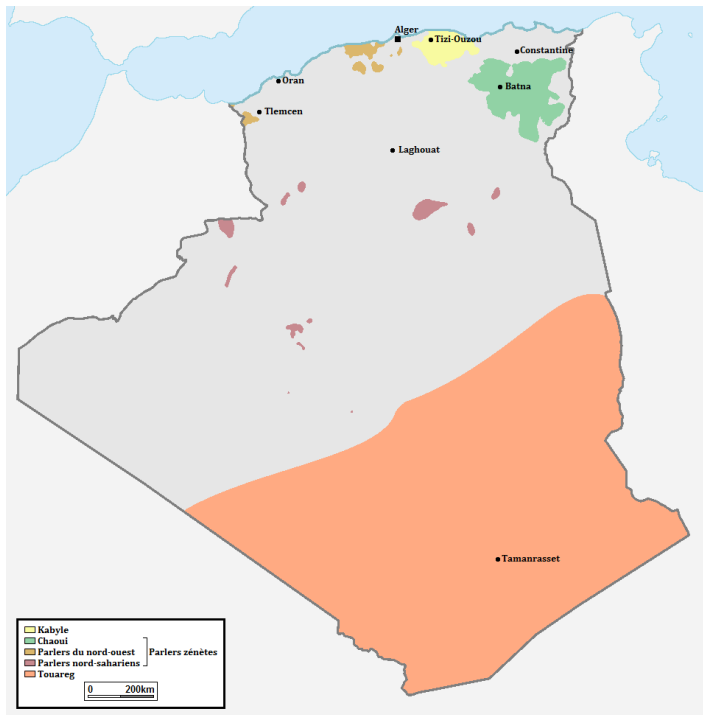 Alger
Tizi-Ouzou
Constantine
Oran
Batna
Tlemcen
Laghouat
Tamanrasset
Kabyle
Chaoui
Parlers du nord-ouest
Parlers zénètes
Parlers nord-sahariens
Touareg
0 200km